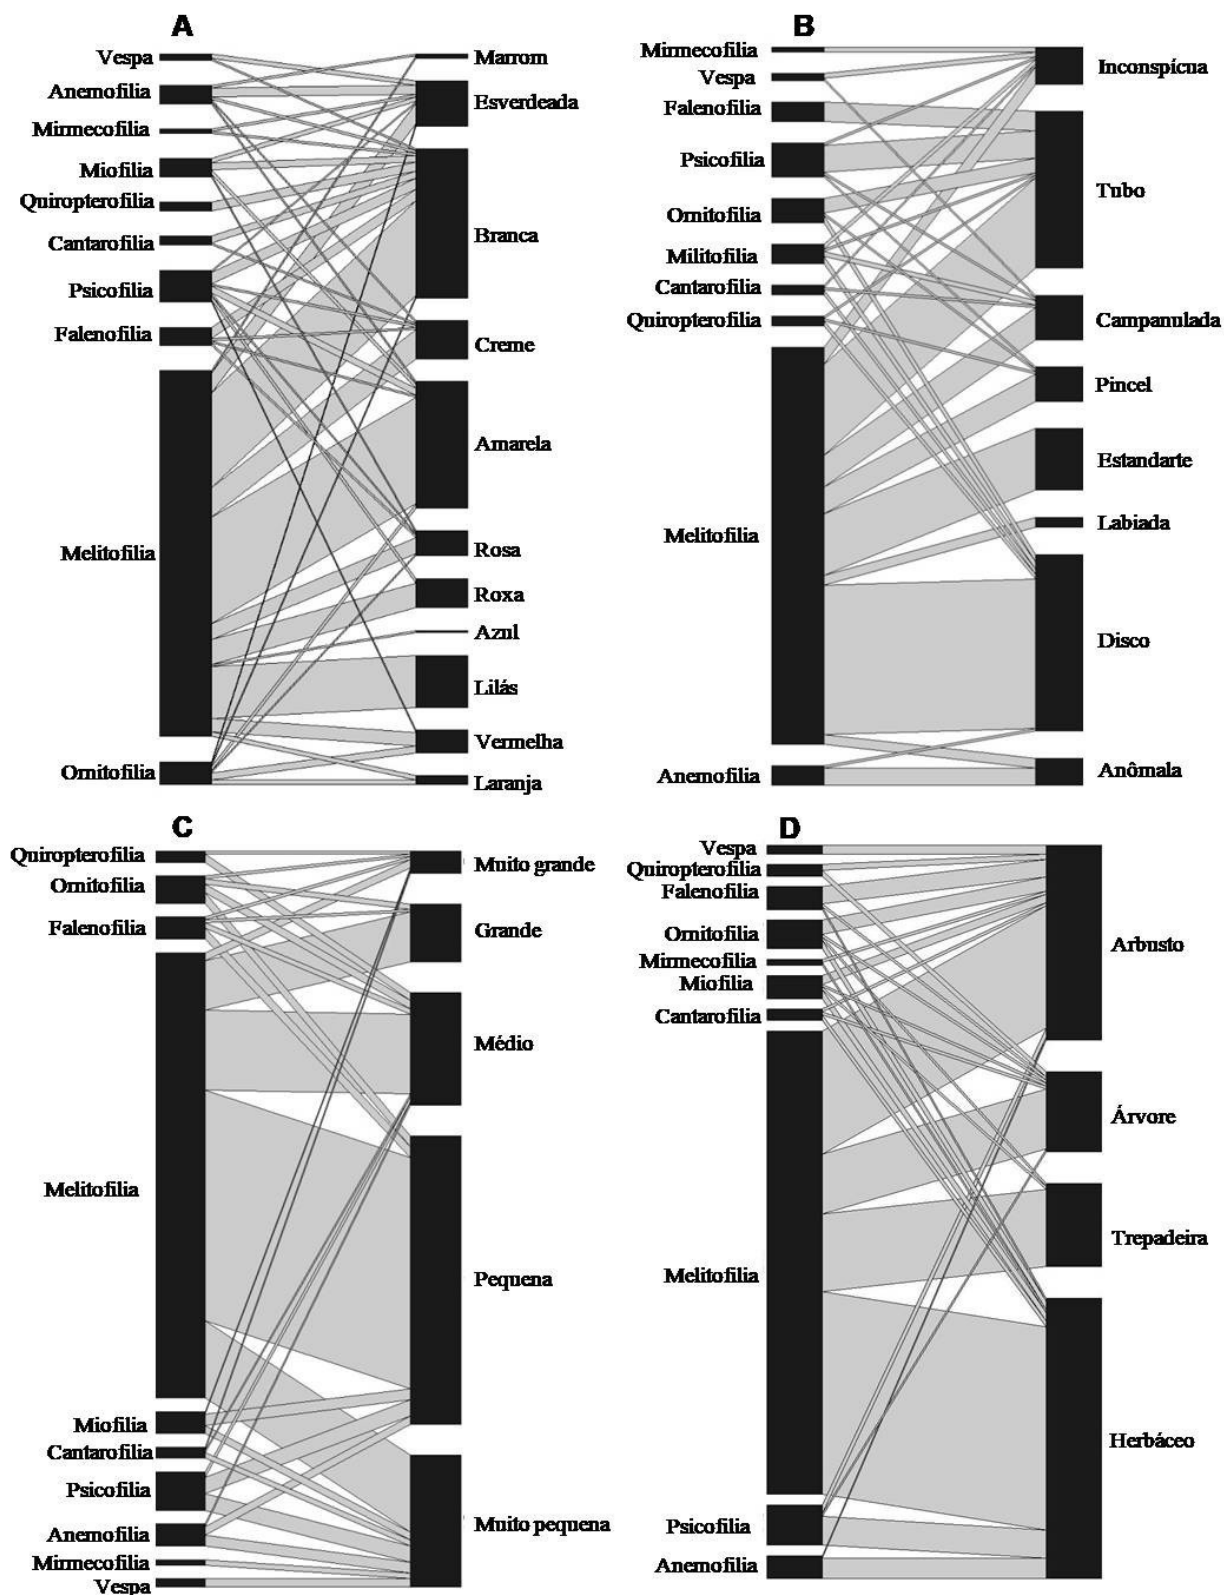 A
Vespa
Anemofilia
Mirmecofilia
Miofilia
Quiropterofilia
Cantarofilia
Psicofilia
Falenofilia
Melitofilia
Ornitofilia
Marrom
Esverdeada
Branca
Creme
Amarela
Rosa
Roxa
Azul
Lilás
Vermelha
Laranja
B
Mirmecofilia
Vespa
Falenofilia
Psicofilia
Ornitofilia
Militofilia
Cantarofilia
Quiropterofilia
Melitofilia
Anemofilia
Inconspícua
Tubo
Campanulada
Pincel
Estandarte
Labiada
Disco
Anômala
C
Quiropterofilia
Ornitofilia
Falenofilia
Melitofilia
Miofilia
Cantarofilia
Psicofilia
Anemofilia
Mirmecofilia
Vespa
Muito grande
Grande
Médio
Pequena
Muito pequena
D
Vespa
Quiropterofilia
Falenofilia
Ornitofilia
Mirmecofilia
Miofilia
Cantarofilia
Melitofilia
Psicofilia
Anemofilia
Arbusto
Árvore
Trepadeira
Herbáceo